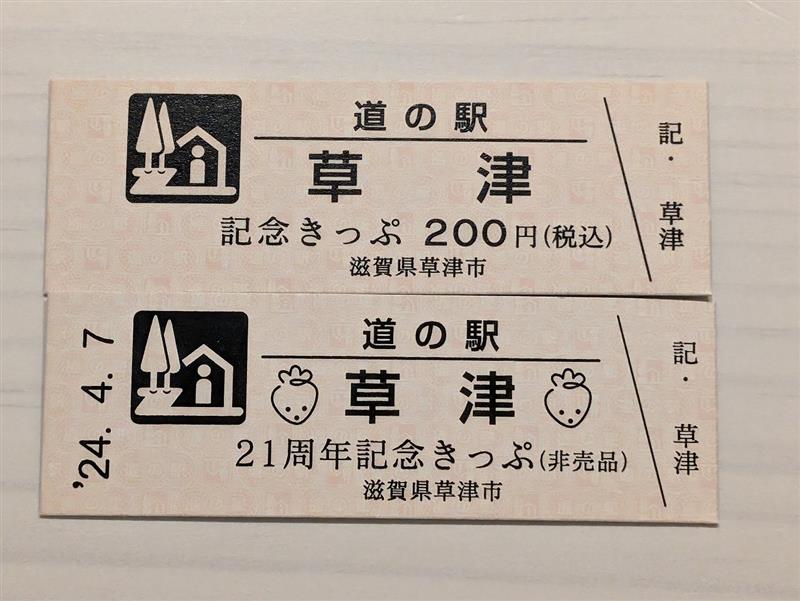 道の駅
草津
記念きっぷ 200円(税込)
滋賀県草津市
記・草津
'24.4.7
道の駅
草津
21周年記念きっぷ(非売品)
滋賀県草津市
記・草津